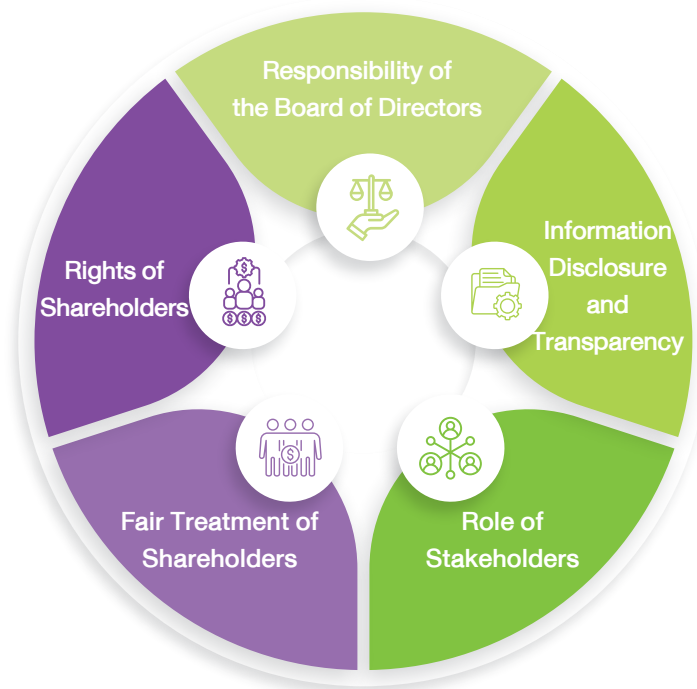 Responsibility of
the Board of Directors
Information
Disclosure
and
Transparency
Role of
Stakeholders
Fair Treatment of
Shareholders
Rights of
Shareholders